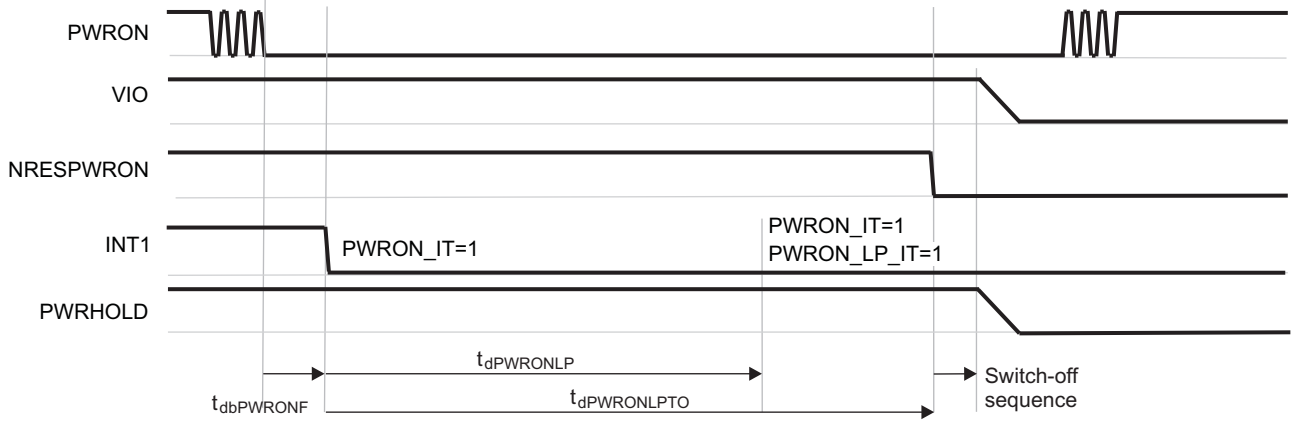 PWRON
VIO
NRESPWRON
PWRON_IT=1
INT1
PWRON_IT=1
PWRON_LP_IT=1
PWRHOLD
tdPWRONLP
Switch-off
tdbPWRONF
tdPWRONLPTO
sequence